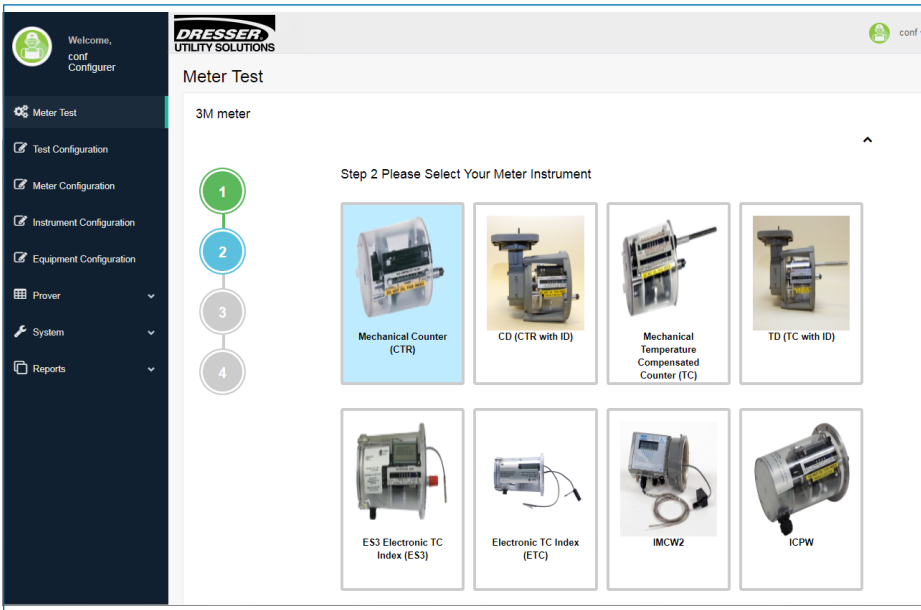 Welcome,
conf
Configurer
Meter Test
Test Configuration
Meter Configuration
Instrument Configuration
Equipment Configuration
Prover
System
Reports
DRESSER
UTILITY SOLUTIONS
conf
Meter Test
3M meter
1
2
3
4
Step 2 Please Select Your Meter Instrument
Mechanical Counter
(CTR)
CD (CTR with ID)
Mechanical
Temperature
Compensated
Counter (TC)
TD (TC with ID)
ES3 Electronic TC
Index (ES3)
Electronic TC Index
(ETC)
IMCW2
ICPW